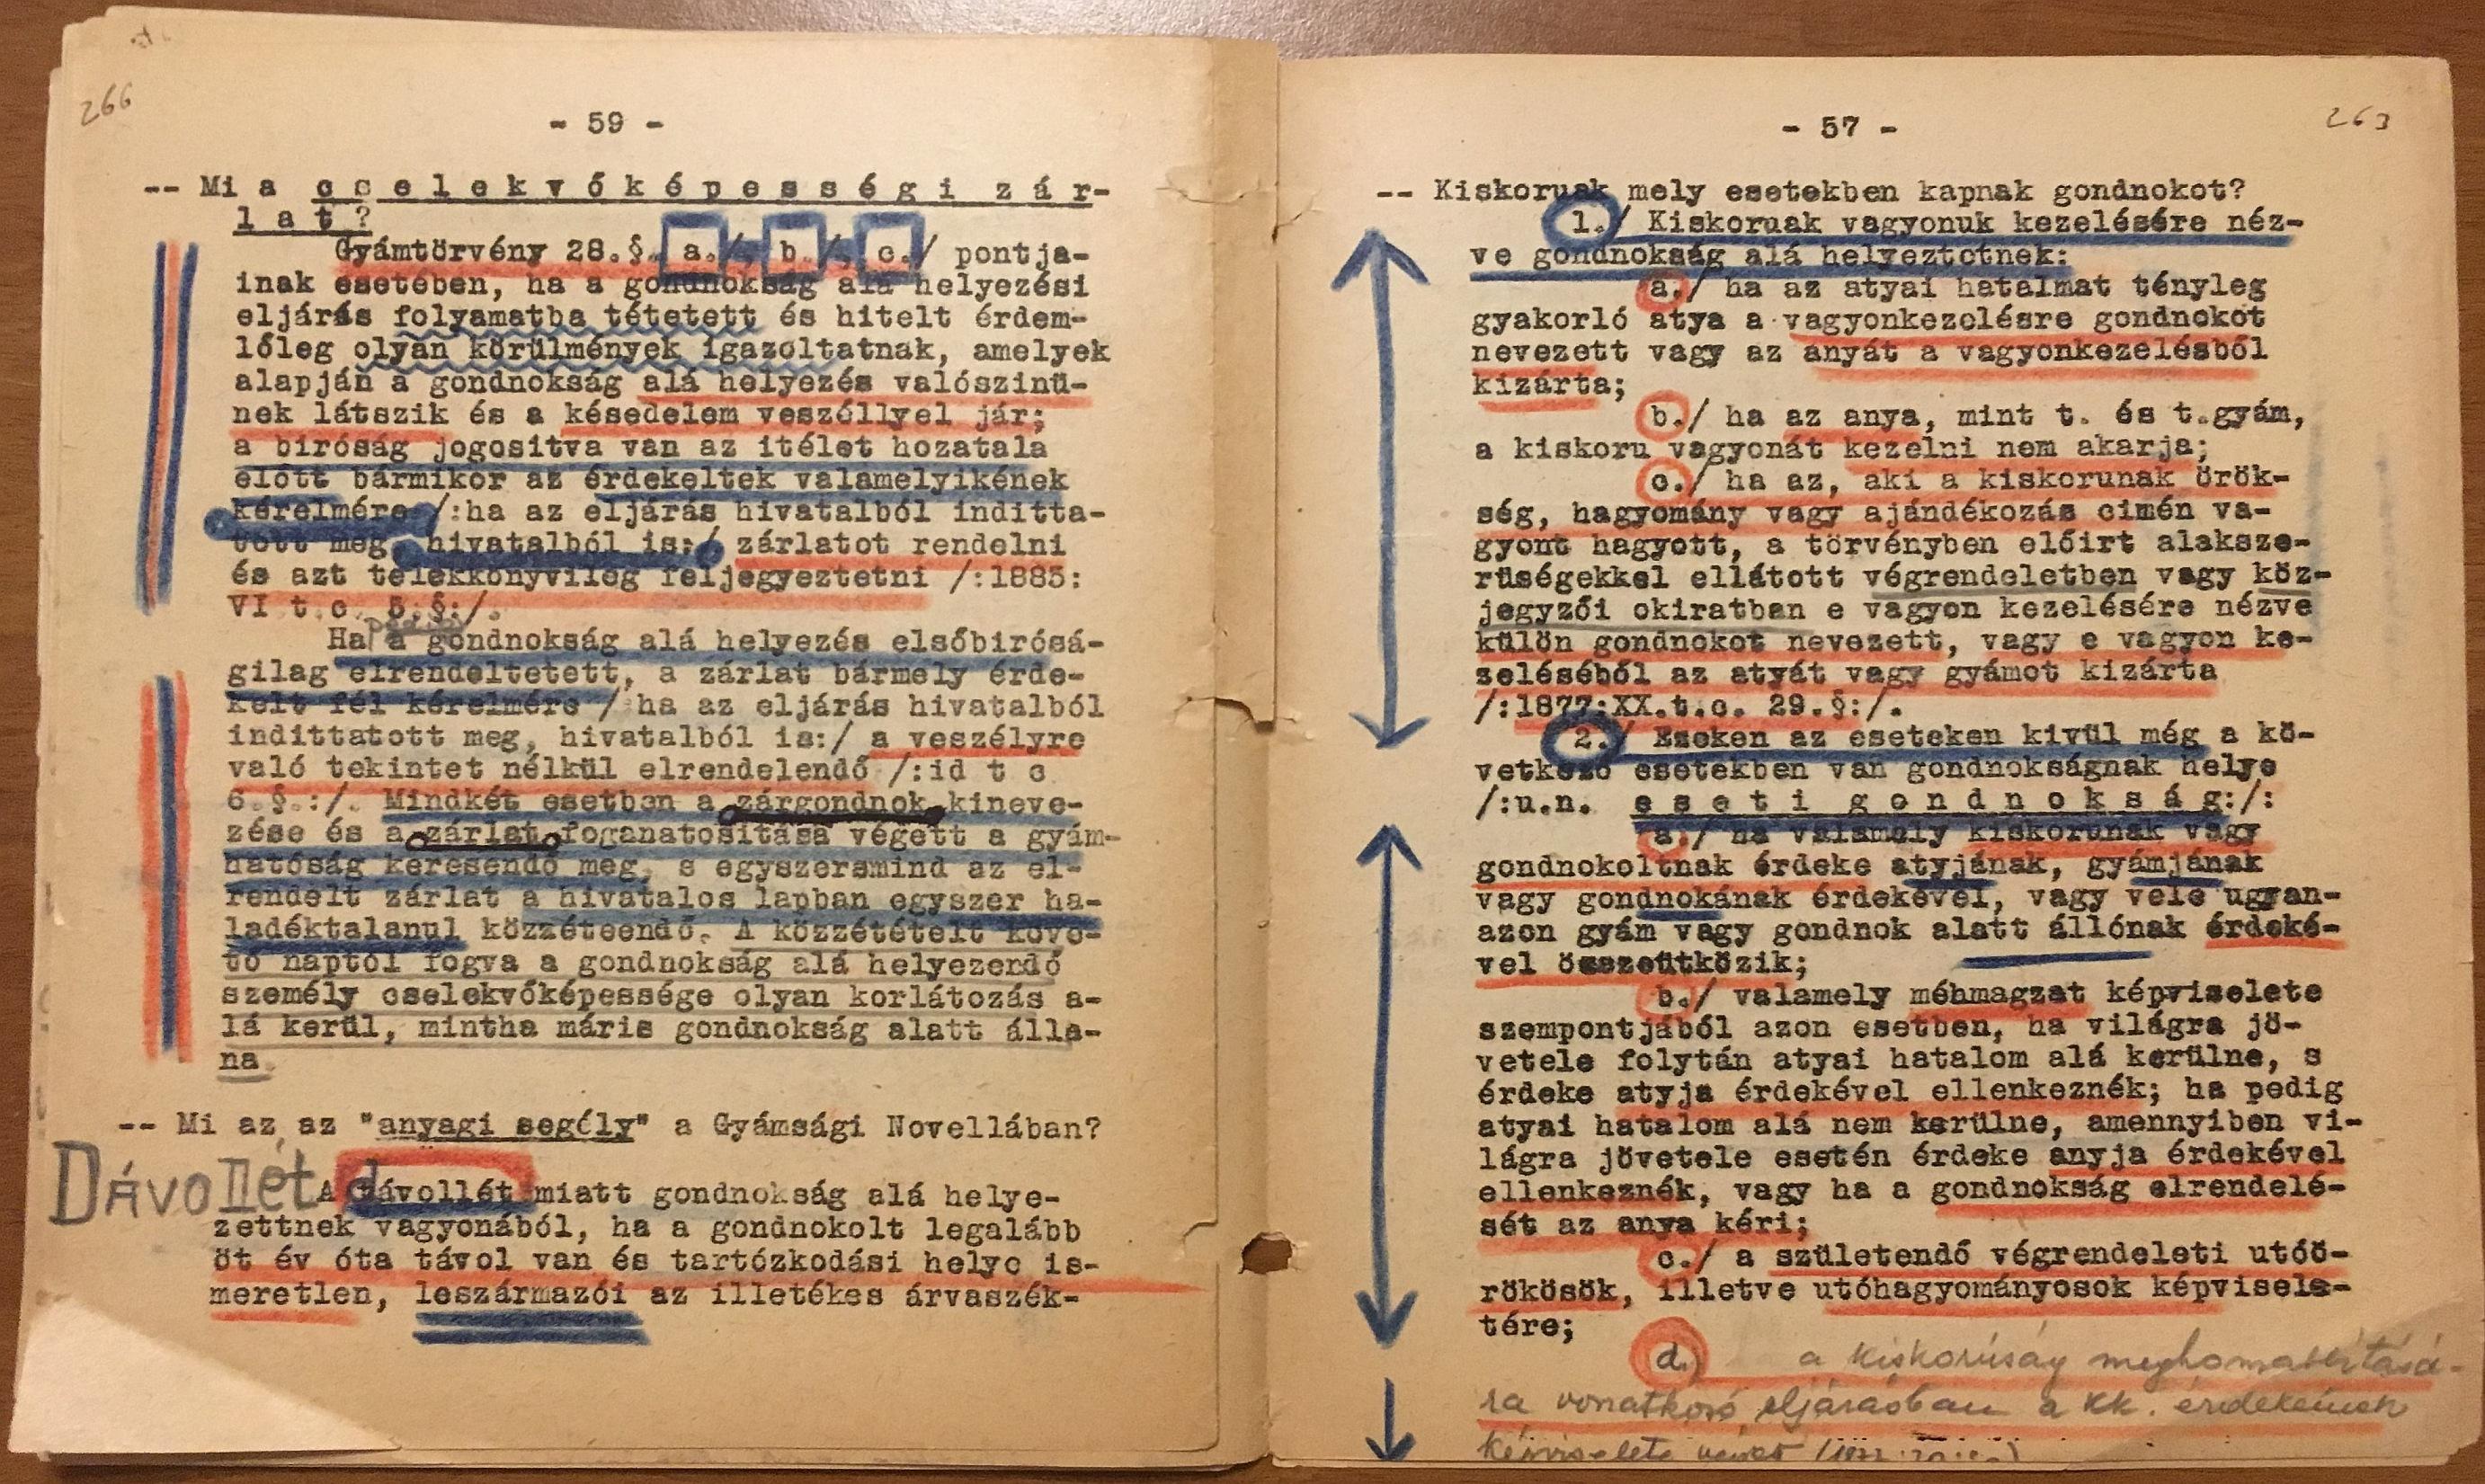 266
- 59 -
-- Mi a cselekvőképességi zár-
lat?
Gyámtörvény 28.§. a./, b./, c./ pontja-
inak esetében, ha a gondnokság alá helyezési
eljárás folyamatba tétetett és hitelt érdem-
lőleg olyan körülmények igazoltatnak, amelyek
alapján a gondnokság alá helyezés valószinü-
nek látszik és a késedelem veszéllyel jár;
a biróság jogositva van az itélet hozatala
előtt bármikor az érdekeltek valamelyikének
kérelmére /:ha az eljárás hivatalból inditta-
tott meg, hivatalból is:/ zárlatot rendelni
és azt telekkönyvileg feljegyeztetni /:1885:
VI t c 5.§:/.
Ha a gondnokság alá helyezés elsőbirósá-
gilag elrendeltetett, a zárlat bármely érde-
kelt fél kérelmére /:ha az eljárás hivatalból
indittatott meg, hivatalból is:/ a veszélyre
való tekintet nélkül elrendelendő /:id t c
6.§.:/. Mindkét esetben a zárgondnok kineve-
zése és a zárlat foganatositása végett a gyám-
hatóság keresendő meg, s egyszersmind az el-
rendelt zárlat a hivatalos lapban egyszer ha-
ladéktalanul közzéteendő. A közzétételt köve-
tő naptól fogva a gondnokság alá helyezendő
személy cselekvőképessége olyan korlátozás a-
lá kerül, mintha máris gondnokság alatt álla-
na.
-- Mi az az "anyagi segély" a Gyámsági Novellában?
Dávollét
A dávollét miatt gondnokság alá helye-
zettnek vagyonából, ha a gondnokolt legalább
öt év óta távol van és tartózkodási helye is-
meretlen, leszármazói az illetékes árvaszék-
263
- 57 -
-- Kiskoruak mely esetekben kapnak gondnokot?
1./ Kiskoruak vagyonuk kezelésére néz-
ve gondnokság alá helyeztetnek:
a./ ha az atyai hatalmat tényleg
gyakorló atya a vagyonkezelésre gondnokot
nevezett vagy az anyát a vagyonkezelésből
kizárta;
b./ ha az anya, mint t. és t.gyám,
a kiskoru vagyonát kezelni nem akarja;
c./ ha az, aki a kiskorunak örök-
ség, hagyomány vagy ajándékozás cimén va-
gyont hagyott, a törvényben előirt alaksze-
rüségekkel ellátott végrendeletben vagy köz-
jegyzői okiratban e vagyon kezelésére nézve
külön gondnokot nevezett, vagy e vagyon ke-
zeléséből az atyát vagy gyámot kizárta
/:1877:XX.t.c. 29.§:/.
2./ Ezeken az eseteken kivül még a kö-
vetkező esetekben van gondnokságnak helye
/:u.n. eseti gondnokság:/:
a./ ha valamely kiskorunak vagy
gondnokoltnak érdeke atyjának, gyámjának
vagy gondnokának érdekével, vagy vele ugyan-
azon gyám vagy gondnok alatt állónak érdeké-
vel összeütközik;
b./ valamely méhmagzat képviselete
szempontjából azon esetben, ha világra jö-
vetele folytán atyai hatalom alá kerülne, s
érdeke atyja érdekével ellenkeznék; ha pedig
atyai hatalom alá nem kerülne, amennyiben vi-
lágra jövetele esetén érdeke anyja érdekével
ellenkeznék, vagy ha a gondnokság elrendelé-
sét az anya kéri;
c./ a születendő végrendeleti utóö-
rökösök, illetve utóhagyományosok képvisele-
tére;
d.) a kiskorúság meghosszabbításá-
ra vonatkozó eljárásban a kk. érdekeinek
képviselete végett